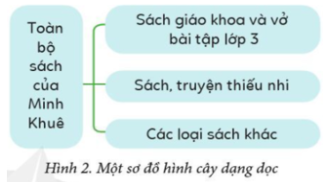 Toàn
bộ
sách
của
Minh
Khuê
Sách giáo khoa và vở
bài tập lớp 3
Sách, truyện thiếu nhi
Các loại sách khác
Hình 2. Một sơ đồ hình cây dạng dọc